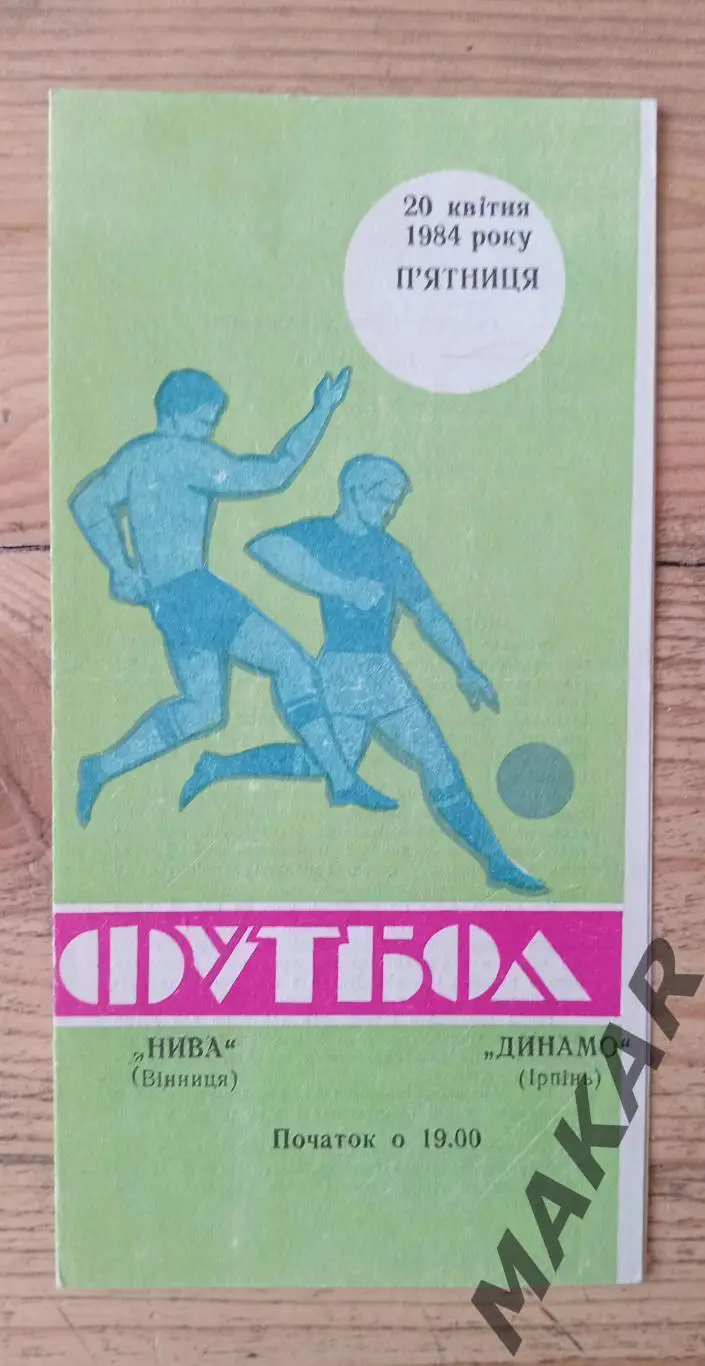 20 квітня
1984 року
П'ЯТНИЦЯ
ФУТБОЛ
„НИВА“
(Вінниця)
„ДИНАМО“
(Ірпінь)
Початок о 19.00
MAKAR